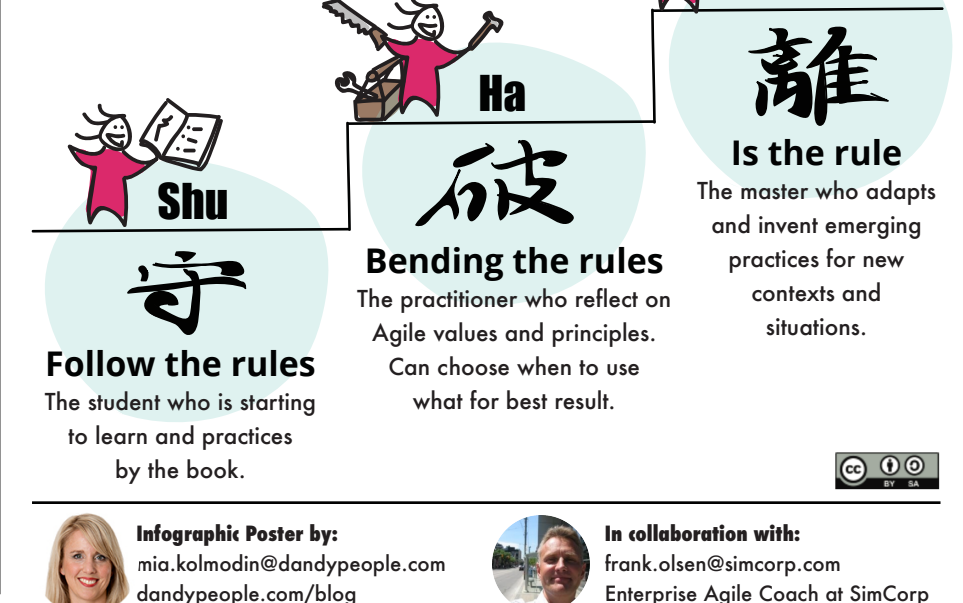 Shu
守
Follow the rules
The student who is starting
to learn and practices
by the book.
Ha
破
Bending the rules
The practitioner who reflect on
Agile values and principles.
Can choose when to use
what for best result.
離
Is the rule
The master who adapts
and invent emerging
practices for new
contexts and
situations.
cc
BY SA
Infographic Poster by:
mia.kolmodin@dandypeople.com
dandypeople.com/blog
In collaboration with:
frank.olsen@simcorp.com
Enterprise Agile Coach at SimCorp